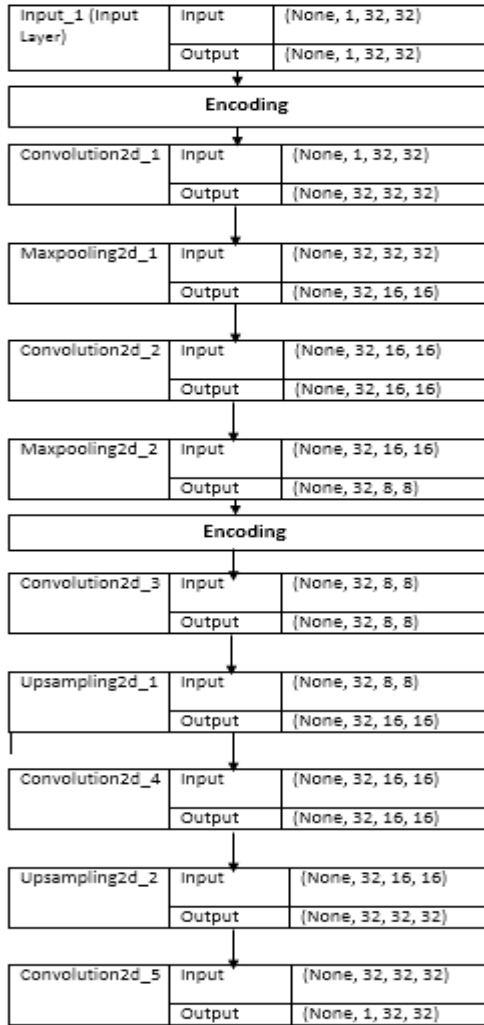 Input_1 (Input Input (None, 1, 32, 32)
Layer)
Output (None, 1, 32, 32)
Encoding
Convolution2d_1 Input (None, 1, 32, 32)
Output (None, 32, 32, 32)
Maxpooling2d_1 Input (None, 32, 32, 32)
Output (None, 32, 16, 16)
Convolution2d_2 Input (None, 32, 16, 16)
Output (None, 32, 16, 16)
Maxpooling2d_2 Input (None, 32, 16, 16)
Output (None, 32, 8, 8)
Encoding
Convolution2d_3 Input (None, 32, 8, 8)
Output (None, 32, 8, 8)
Upsampling2d_1 Input (None, 32, 8, 8)
Output (None, 32, 16, 16)
Convolution2d_4 Input (None, 32, 16, 16)
Output (None, 32, 16, 16)
Upsampling2d_2 Input (None, 32, 16, 16)
Output (None, 32, 32, 32)
Convolution2d_5 Input (None, 32, 32, 32)
Output (None, 1, 32, 32)